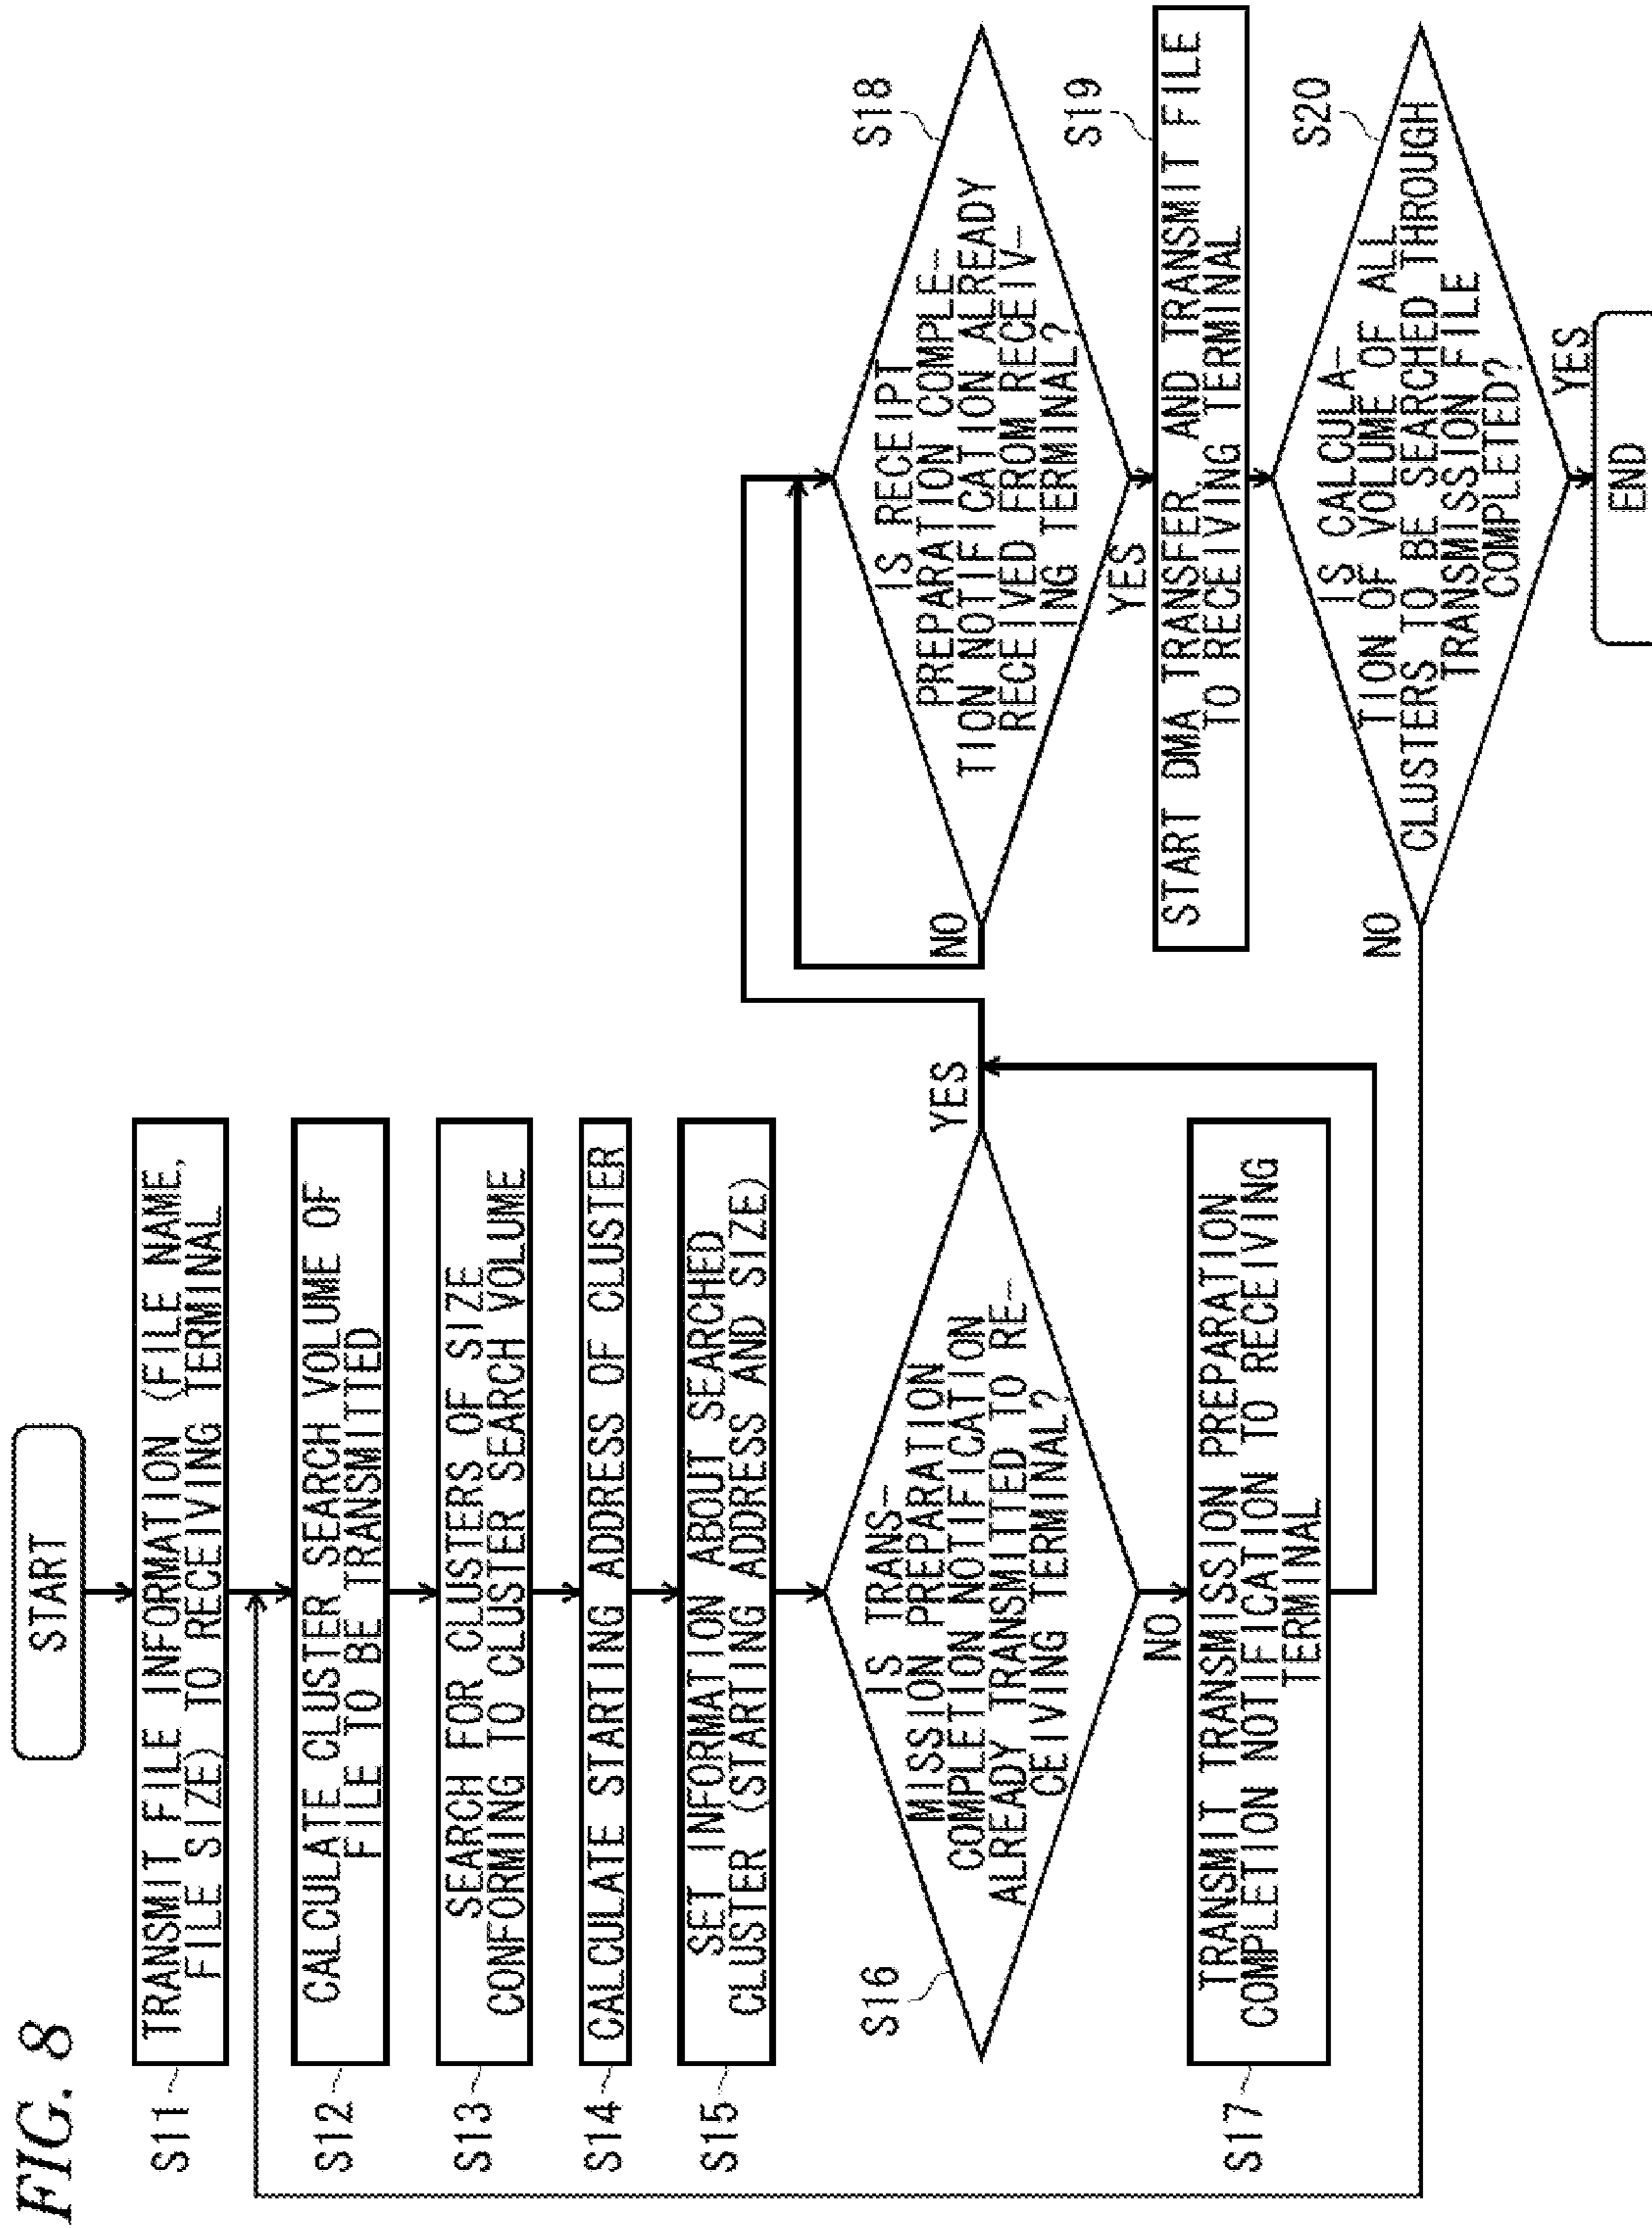 FIG. 8
START
S11
TRANSMIT FILE INFORMATION (FILE NAME,
FILE SIZE) TO RECEIVING TERMINAL
S12
CALCULATE CLUSTER SEARCH VOLUME OF
FILE TO BE TRANSMITTED
S13
SEARCH FOR CLUSTERS OF SIZE
CONFORMING TO CLUSTER SEARCH VOLUME
S14
CALCULATE STARTING ADDRESS OF CLUSTER
S15
SET INFORMATION ABOUT SEARCHED
CLUSTER (STARTING ADDRESS AND SIZE)
S16
IS TRANS-
MISSION PREPARATION
COMPLETION NOTIFICATION
ALREADY TRANSMITTED TO RE-
CEIVING TERMINAL?
YES
NO
S17
TRANSMIT TRANSMISSION PREPARATION
COMPLETION NOTIFICATION TO RECEIVING
TERMINAL
S18
IS RECEIPT
PREPARATION COMPLE-
TION NOTIFICATION ALREADY
RECEIVED FROM RECEIV-
ING TERMINAL?
NO
YES
S19
START DMA TRANSFER, AND TRANSMIT FILE
TO RECEIVING TERMINAL
S20
IS CALCULA-
TION OF VOLUME OF ALL
CLUSTERS TO BE SEARCHED THROUGH
TRANSMISSION FILE
COMPLETED?
NO
YES
END